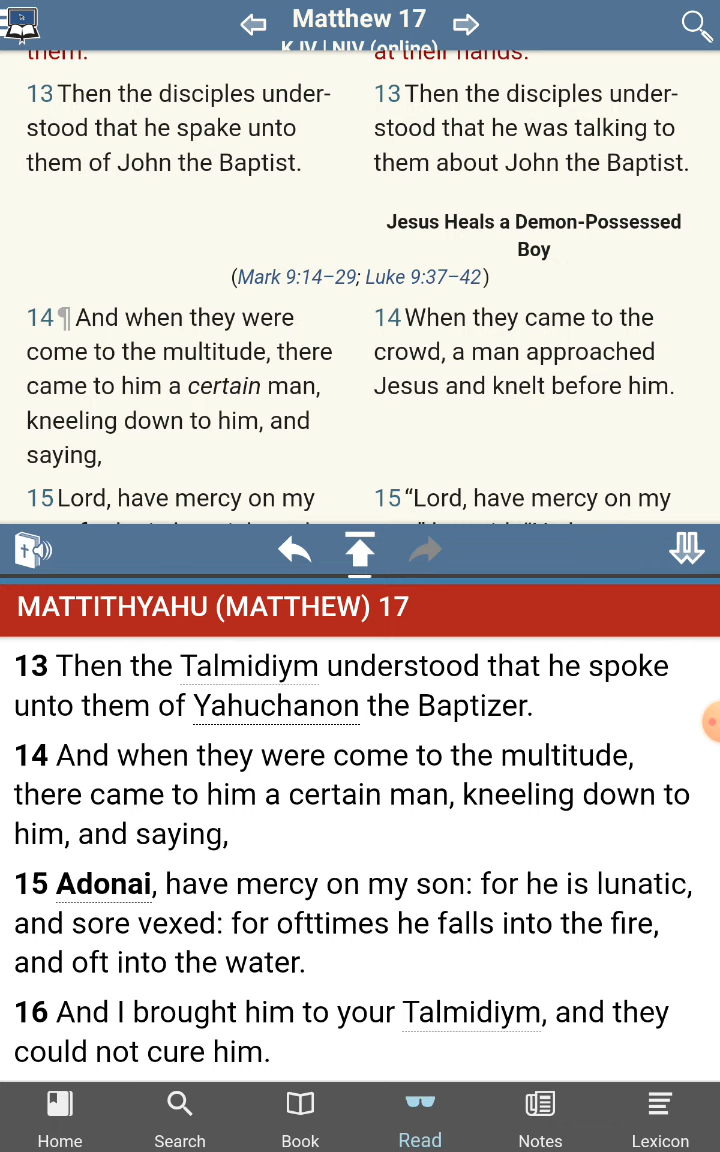 Matthew 17
KJV | NIV (online)
them.
at their hands.
13 Then the disciples under-
stood that he spake unto
them of John the Baptist.
13 Then the disciples under-
stood that he was talking to
them about John the Baptist.
Jesus Heals a Demon-Possessed
Boy
(Mark 9:14–29; Luke 9:37–42)
14 ¶ And when they were
come to the multitude, there
came to him a certain man,
kneeling down to him, and
saying,
14 When they came to the
crowd, a man approached
Jesus and knelt before him.
15 Lord, have mercy on my
15 “Lord, have mercy on my
MATTITHYAHU (MATTHEW) 17
13 Then the Talmidiym understood that he spoke
unto them of Yahuchanon the Baptizer.
14 And when they were come to the multitude,
there came to him a certain man, kneeling down to
him, and saying,
15 Adonai, have mercy on my son: for he is lunatic,
and sore vexed: for ofttimes he falls into the fire,
and oft into the water.
16 And I brought him to your Talmidiym, and they
could not cure him.
Home
Search
Book
Read
Notes
Lexicon